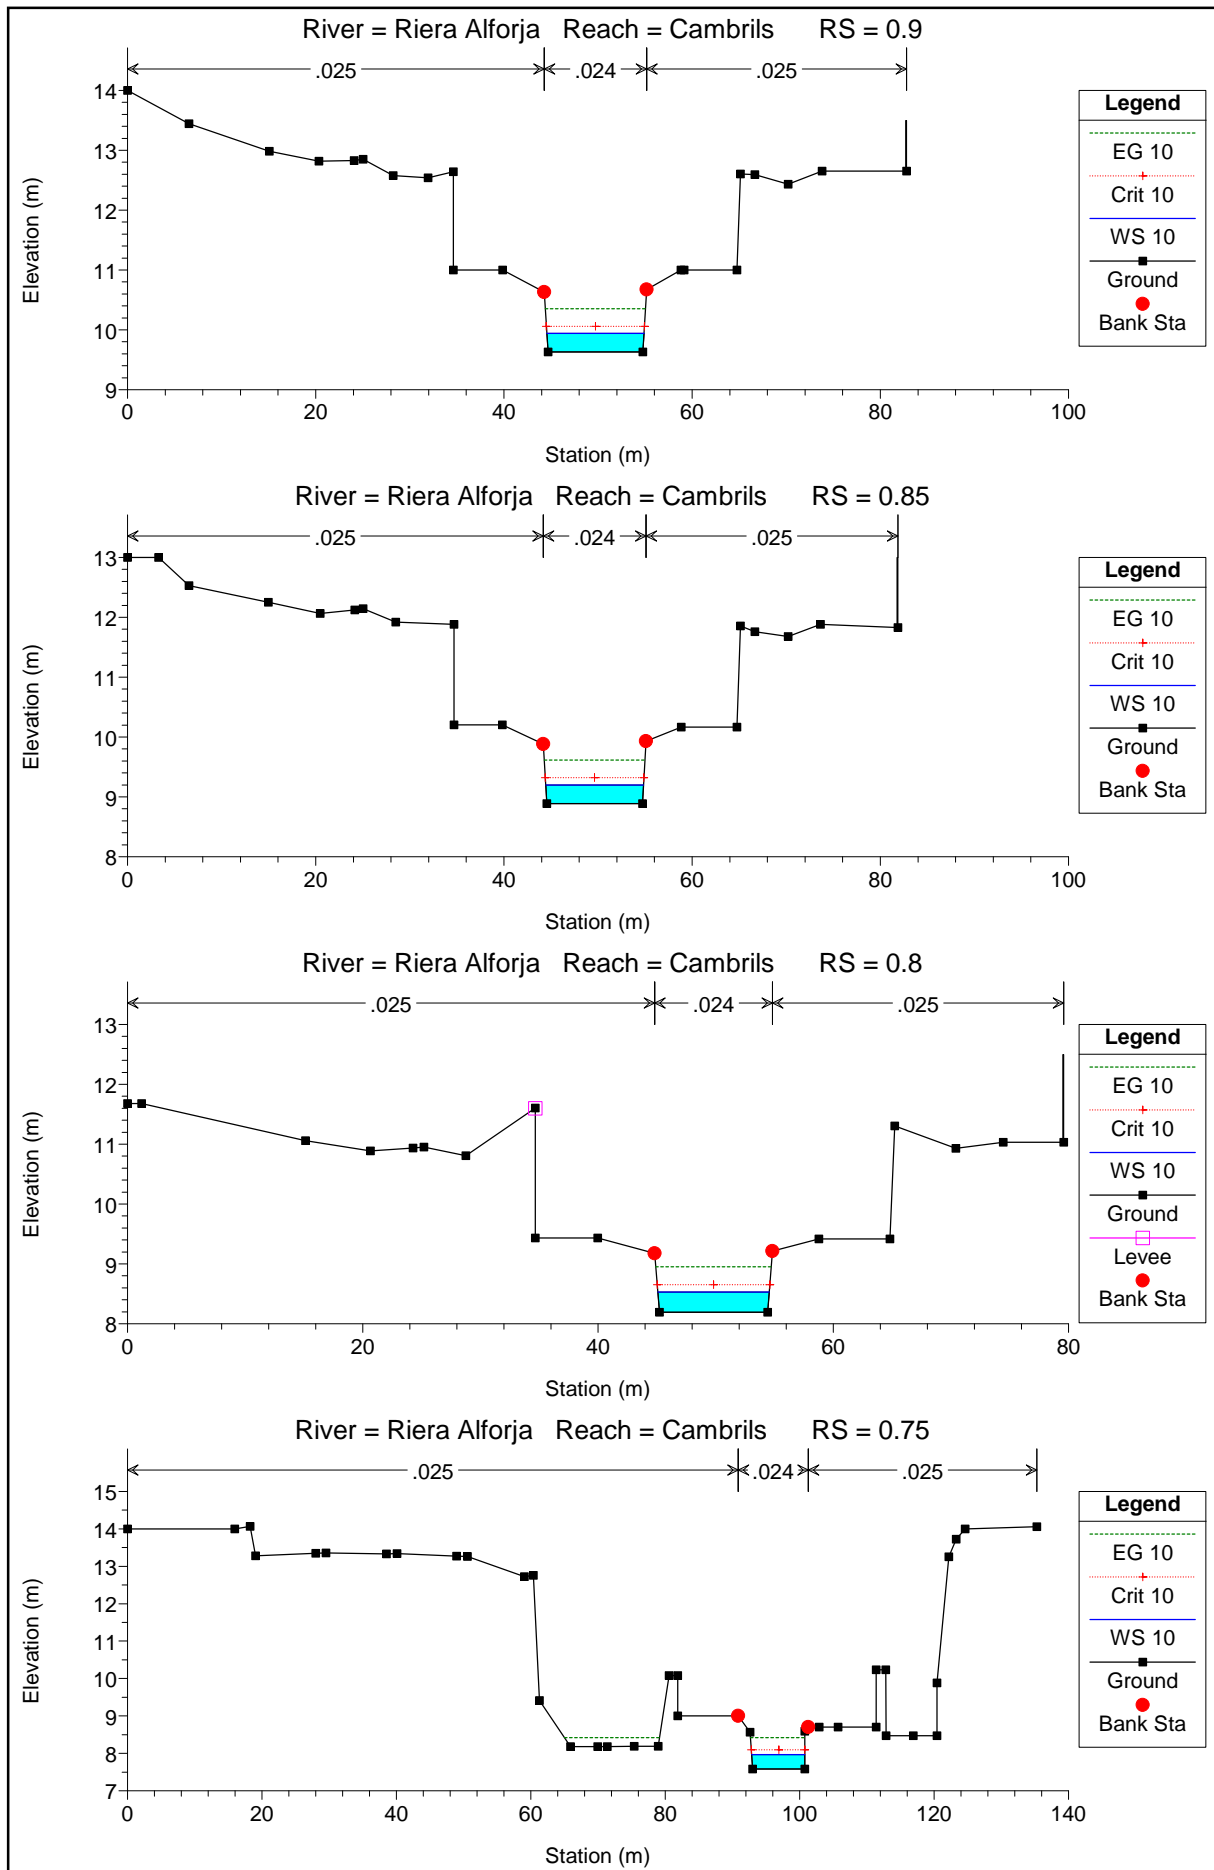 River = Riera Alforja   Reach = Cambrils      RS = 0.9
.025
.024
.025
Elevation (m)
14
13
12
11
10
9
0
20
40
60
80
100
Station (m)
Legend
EG 10
Crit 10
WS 10
Ground
Bank Sta
River = Riera Alforja   Reach = Cambrils      RS = 0.85
.025
.024
.025
Elevation (m)
13
12
11
10
9
8
0
20
40
60
80
100
Station (m)
Legend
EG 10
Crit 10
WS 10
Ground
Bank Sta
River = Riera Alforja   Reach = Cambrils      RS = 0.8
.025
.024
.025
Elevation (m)
13
12
11
10
9
8
0
20
40
60
80
Station (m)
Legend
EG 10
Crit 10
WS 10
Ground
Levee
Bank Sta
River = Riera Alforja   Reach = Cambrils      RS = 0.75
.025
.024
.025
Elevation (m)
15
14
13
12
11
10
9
8
7
0
20
40
60
80
100
120
140
Station (m)
Legend
EG 10
Crit 10
WS 10
Ground
Bank Sta